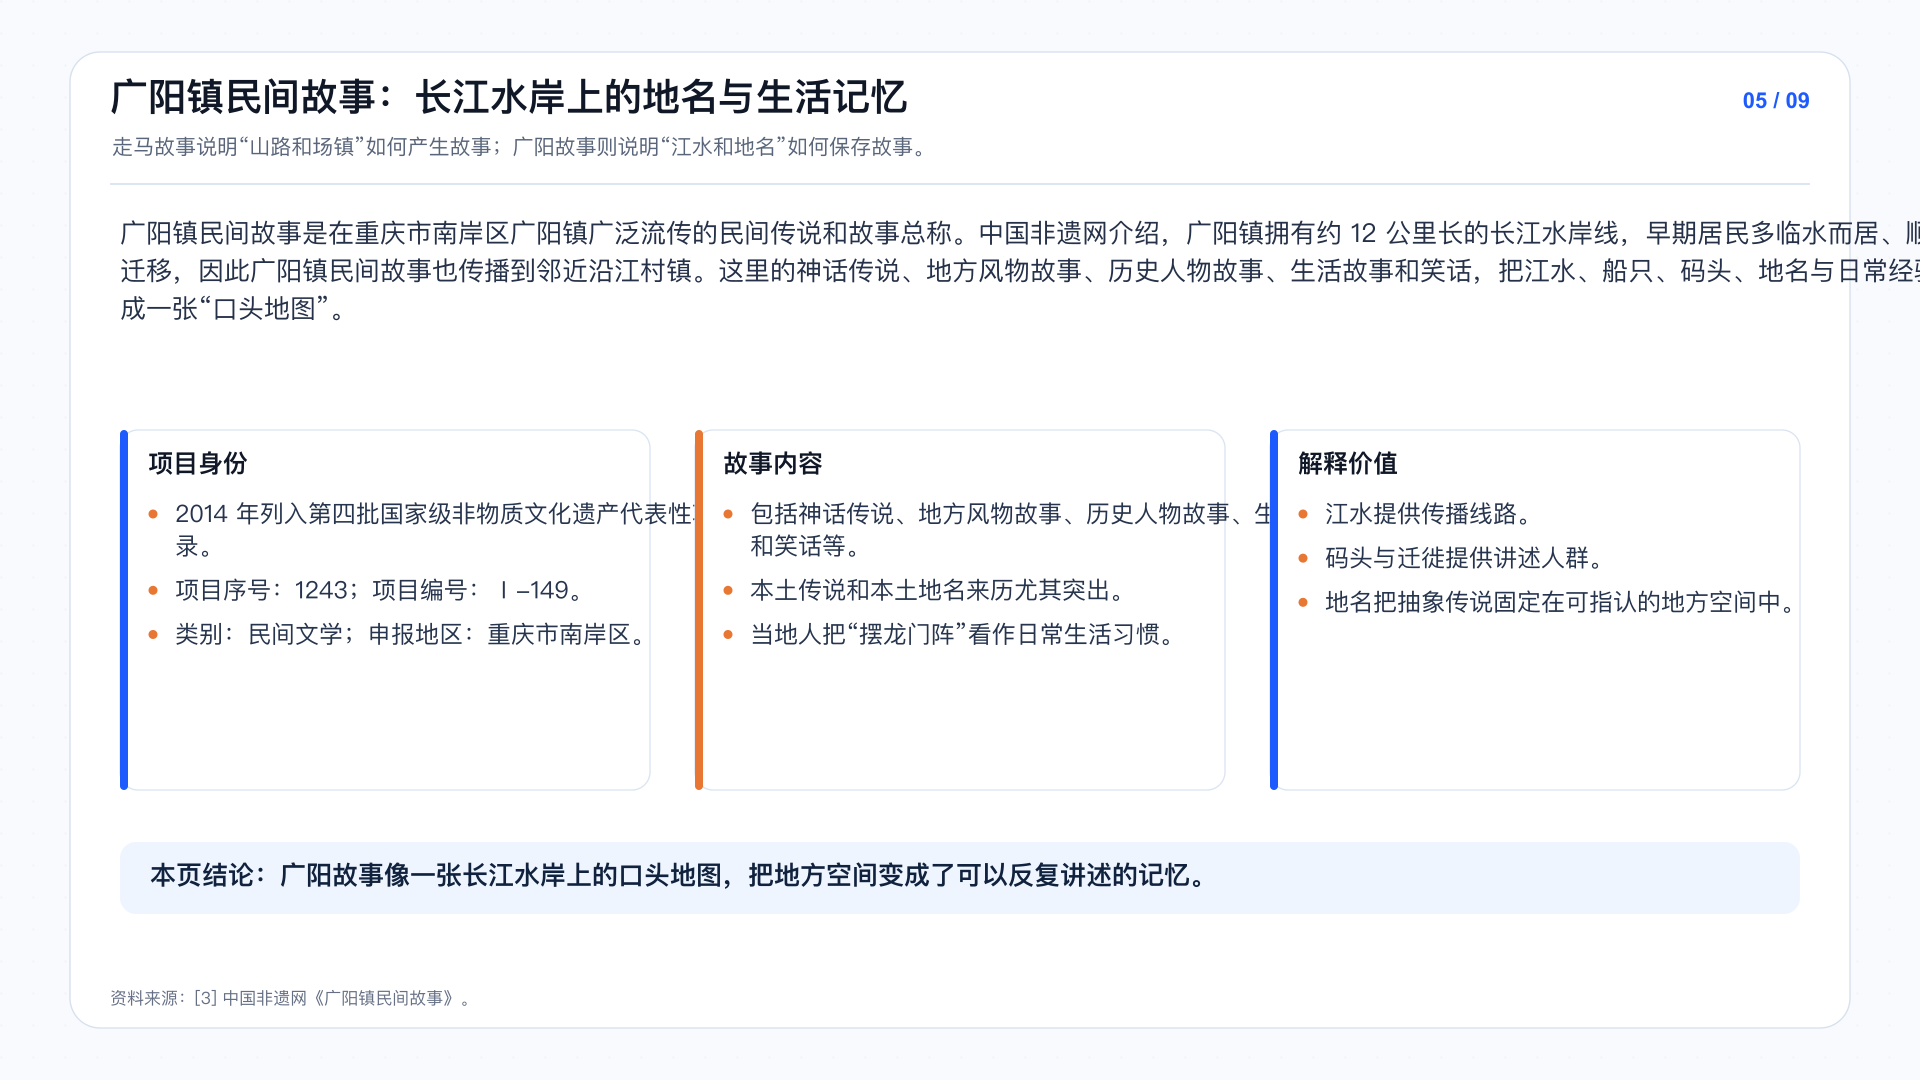 广阳镇民间故事：长江水岸上的地名与生活记忆
05 / 09
走马故事说明“山路和场镇”如何产生故事；广阳故事则说明“江水和地名”如何保存故事。
广阳镇民间故事是在重庆市南岸区广阳镇广泛流传的民间传说和故事总称。中国非遗网介绍，广阳镇拥有约 12 公里长的长江水岸线，早期居民多临水而居、
迁移，因此广阳镇民间故事也传播到邻近沿江村镇。这里的神话传说、地方风物故事、历史人物故事、生活故事和笑话，把江水、船只、码头、地名与日常经
成一张“口头地图”。
项目身份
2014 年列入第四批国家级非物质文化遗产代表性
录。
项目序号：1243；项目编号：Ⅰ-149。
类别：民间文学；申报地区：重庆市南岸区。
故事内容
包括神话传说、地方风物故事、历史人物故事、生
和笑话等。
本土传说和本土地名来历尤其突出。
当地人把“摆龙门阵”看作日常生活习惯。
解释价值
江水提供传播线路。
码头与迁徙提供讲述人群。
地名把抽象传说固定在可指认的地方空间中。
本页结论：广阳故事像一张长江水岸上的口头地图，把地方空间变成了可以反复讲述的记忆。
资料来源：[3] 中国非遗网《广阳镇民间故事》。